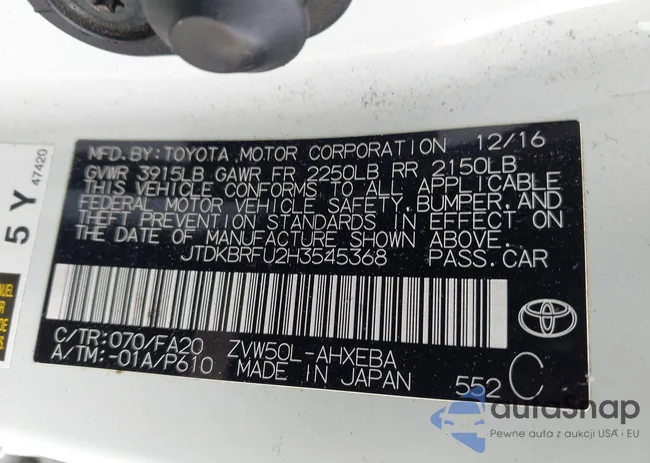 MFD.BY:TOYOTA MOTOR CORPORATION 12/16
GVWR 3915LB GAWR FR 2250LB RR 2150LB
THIS VEHICLE CONFORMS TO ALL APPLICABLE
FEDERAL MOTOR VEHICLE SAFETY,BUMPER,AND
THEFT PREVENTION STANDARDS IN EFFECT ON
THE DATE OF MANUFACTURE SHOWN ABOVE.
JTDKBRFU2H3545368 PASS.CAR
C/TR:070/FA20 ZVW50L-AHXEBA
A/TM:-01A/P610 MADE IN JAPAN
552 C
5 Y
47420
autaSnap
Pewne auta z aukcji USA i EU